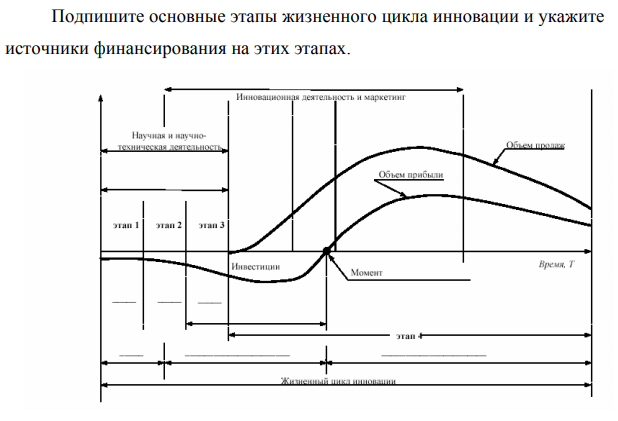 Подпишите основные этапы жизненного цикла инновации и укажите
источники финансирования на этих этапах.
Инновационная деятельность и маркетинг
Научная и научно-
техническая деятельность
Объем продаж
Объем прибыли
этап 1
этап 2
этап 3
Инвестиции
Момент
Время, Т
этап 4
Жизненный цикл инновации